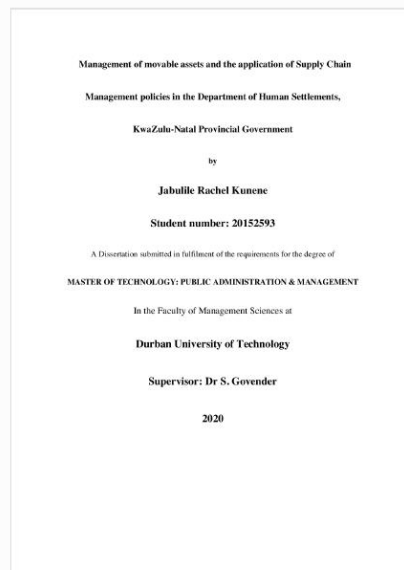 Management of movable assets and the application of Supply Chain
Management policies in the Department of Human Settlements,
KwaZulu-Natal Provincial Government
by
Jabulile Rachel Kunene
Student number: 20152593
A Dissertation submitted in fulfilment of the requirements for the degree of
MASTER OF TECHNOLOGY: PUBLIC ADMINISTRATION & MANAGEMENT
In the Faculty of Management Sciences at
Durban University of Technology
Supervisor: Dr S. Govender
2020